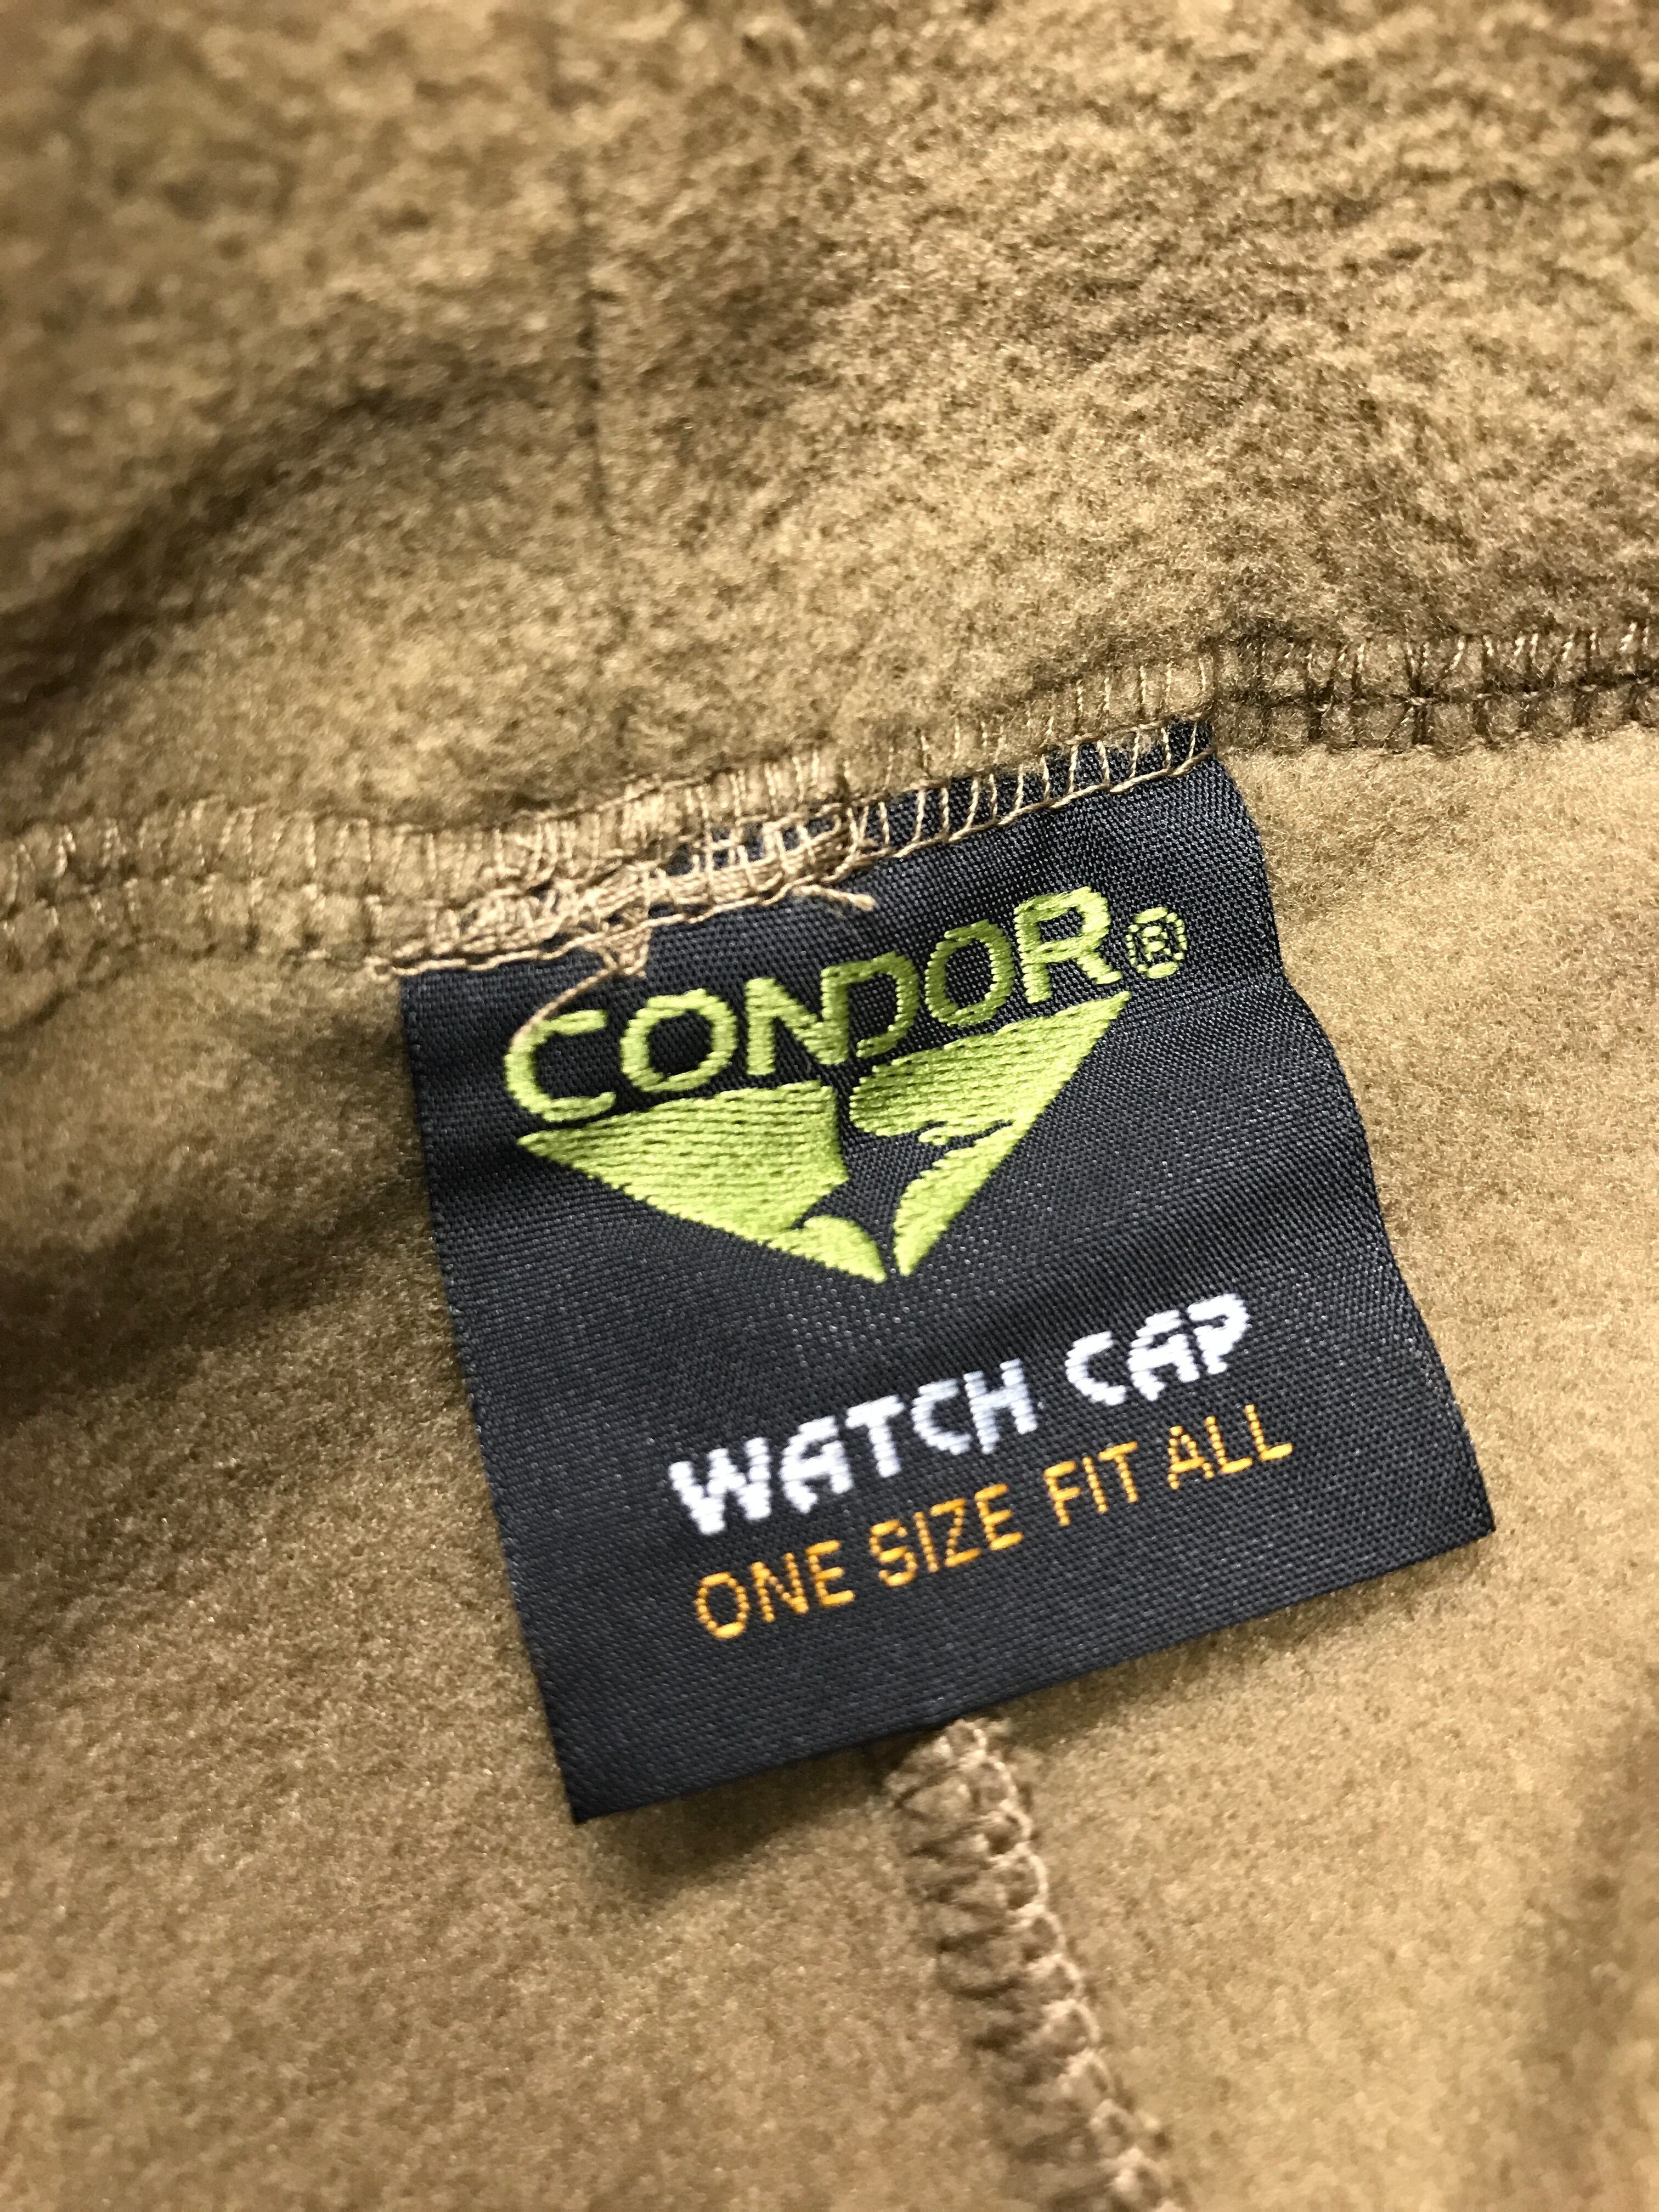 CONDOR®
WATCH CAP
ONE SIZE FIT ALL